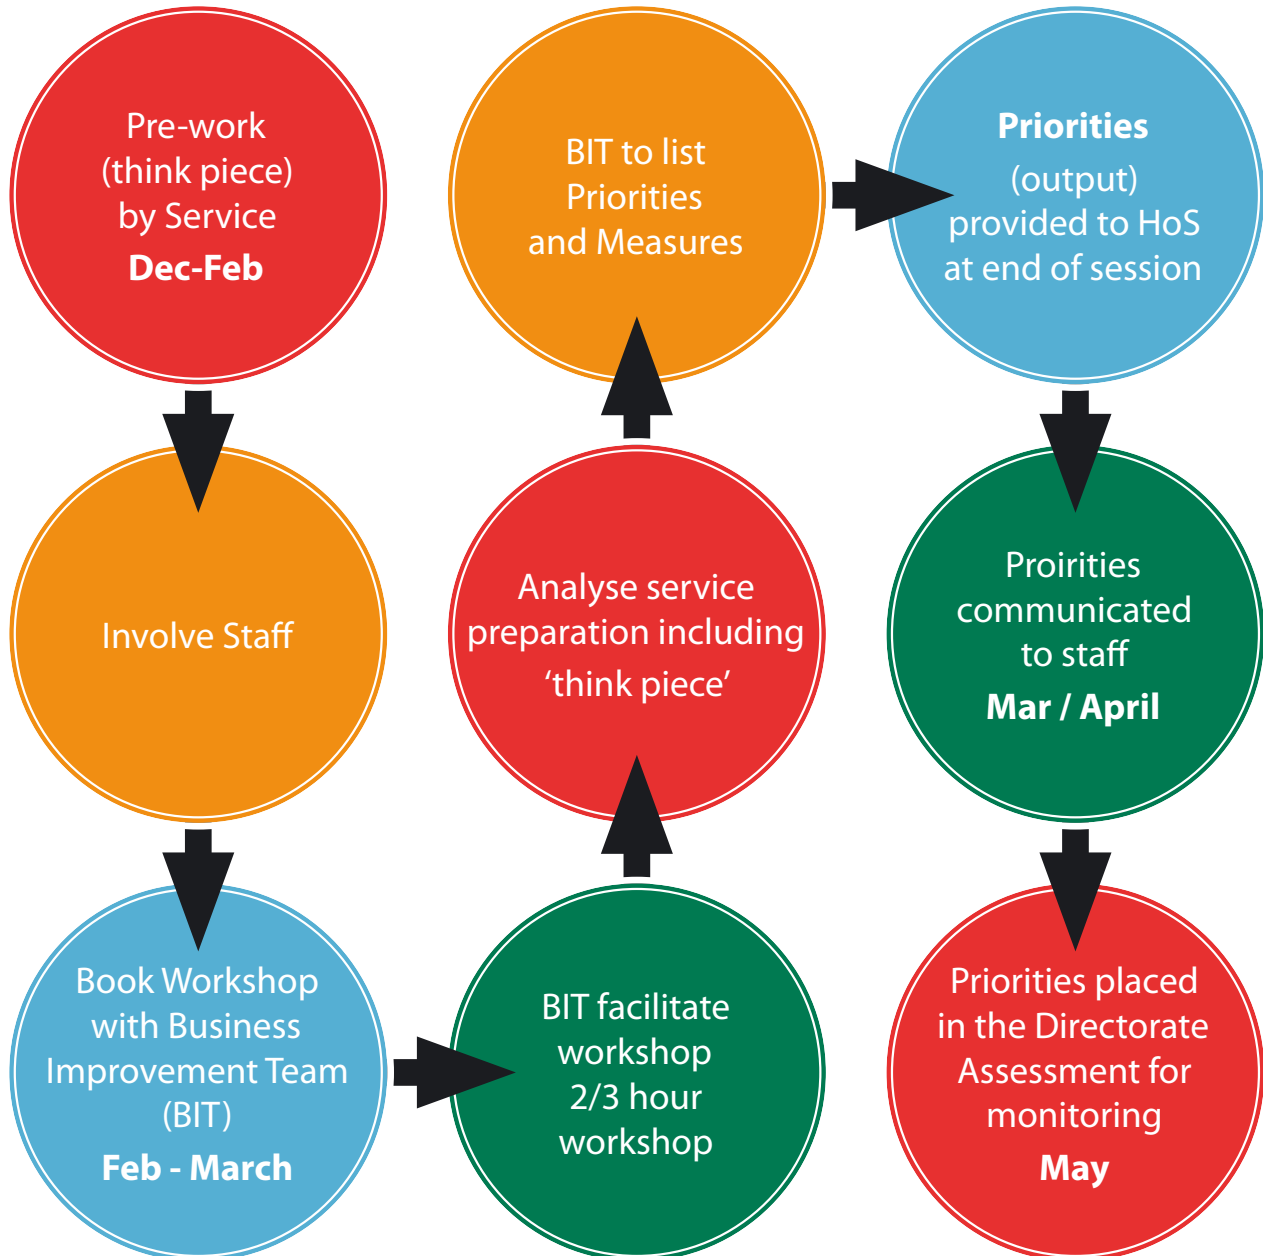 Pre-work
(think piece)
by Service
Dec-Feb
Involve Staff
Book Workshop
with Business
Improvement Team
(BIT)
Feb - March
BIT facilitate
workshop
2/3 hour
workshop
Analyse service
preparation including
‘think piece’
BIT to list
Priorities
and Measures
Priorities
(output)
provided to HoS
at end of session
Proirities
communicated
to staff
Mar / April
Priorities placed
in the Directorate
Assessment for
monitoring
May